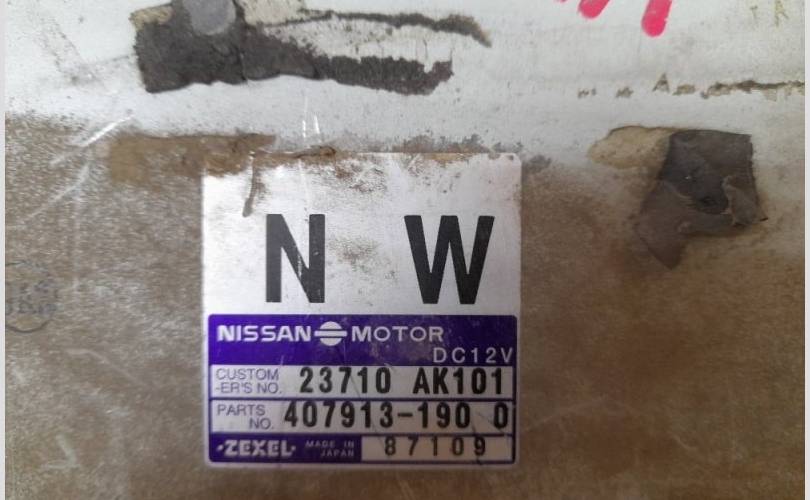 N W
NISSAN MOTOR
DC12V
CUSTOM
-ER'S NO. 23710 AK101
PARTS
NO. 407913-190 0
·ZEXEL· MADE IN
JAPAN 87109